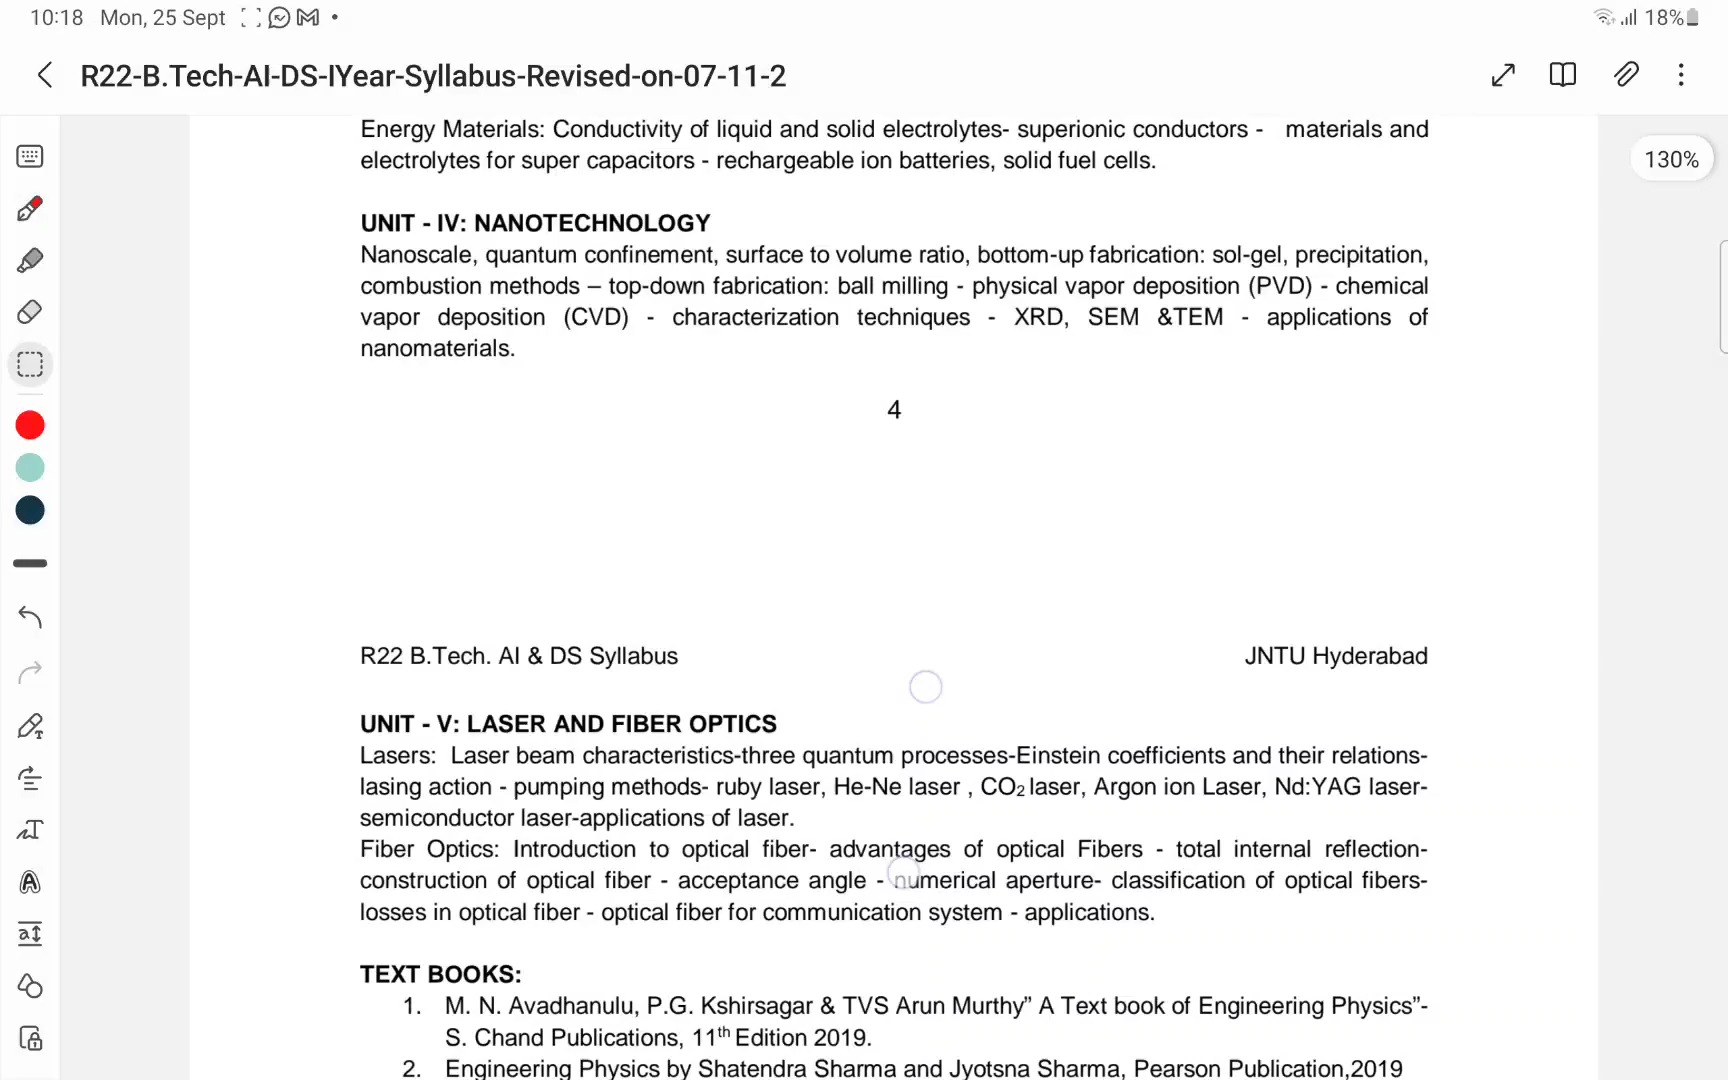 10:18 Mon, 25 Sept
18%
R22-B.Tech-AI-DS-IYear-Syllabus-Revised-on-07-11-2
130%
Energy Materials: Conductivity of liquid and solid electrolytes- superionic conductors - materials and
electrolytes for super capacitors - rechargeable ion batteries, solid fuel cells.
UNIT - IV: NANOTECHNOLOGY
Nanoscale, quantum confinement, surface to volume ratio, bottom-up fabrication: sol-gel, precipitation,
combustion methods – top-down fabrication: ball milling - physical vapor deposition (PVD) - chemical
vapor deposition (CVD) - characterization techniques - XRD, SEM &TEM - applications of
nanomaterials.
4
R22 B.Tech. AI & DS Syllabus
JNTU Hyderabad
UNIT - V: LASER AND FIBER OPTICS
Lasers: Laser beam characteristics-three quantum processes-Einstein coefficients and their relations-
lasing action - pumping methods- ruby laser, He-Ne laser , CO₂ laser, Argon ion Laser, Nd:YAG laser-
semiconductor laser-applications of laser.
Fiber Optics: Introduction to optical fiber- advantages of optical Fibers - total internal reflection-
construction of optical fiber - acceptance angle - numerical aperture- classification of optical fibers-
losses in optical fiber - optical fiber for communication system - applications.
TEXT BOOKS:
1. M. N. Avadhanulu, P.G. Kshirsagar & TVS Arun Murthy” A Text book of Engineering Physics”-
S. Chand Publications, 11th Edition 2019.
2. Engineering Physics by Shatendra Sharma and Jyotsna Sharma, Pearson Publication,2019